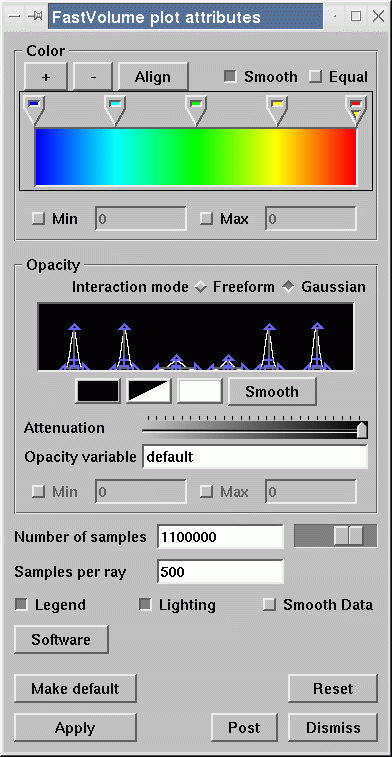 FastVolume plot attributes
Color
+ - Align Smooth Equal
Min 0 Max 0
Opacity
Interaction mode Freeform Gaussian
Smooth
Attenuation
Opacity variable default
Min 0 Max 0
Number of samples 1100000
Samples per ray 500
Legend Lighting Smooth Data
Software
Make default Reset
Apply Post Dismiss